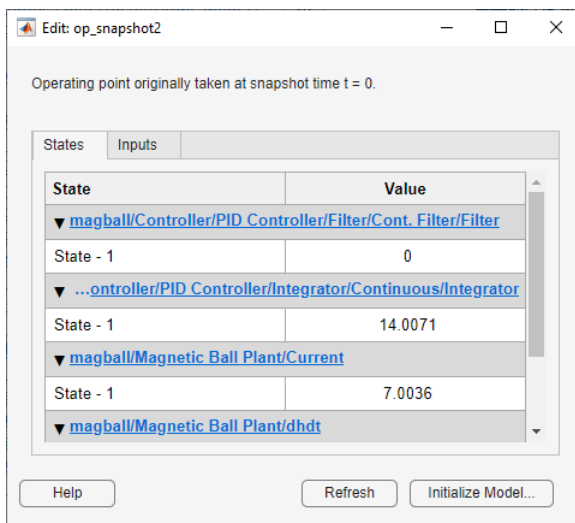 Edit: op_snapshot2
Operating point originally taken at snapshot time t = 0.
States Inputs
State Value
magball/Controller/PID Controller/Filter/Cont. Filter/Filter
State - 1 0
...ontroller/PID Controller/Integrator/Continuous/Integrator
State - 1 14.0071
magball/Magnetic Ball Plant/Current
State - 1 7.0036
magball/Magnetic Ball Plant/dhdt
Help Refresh Initialize Model...